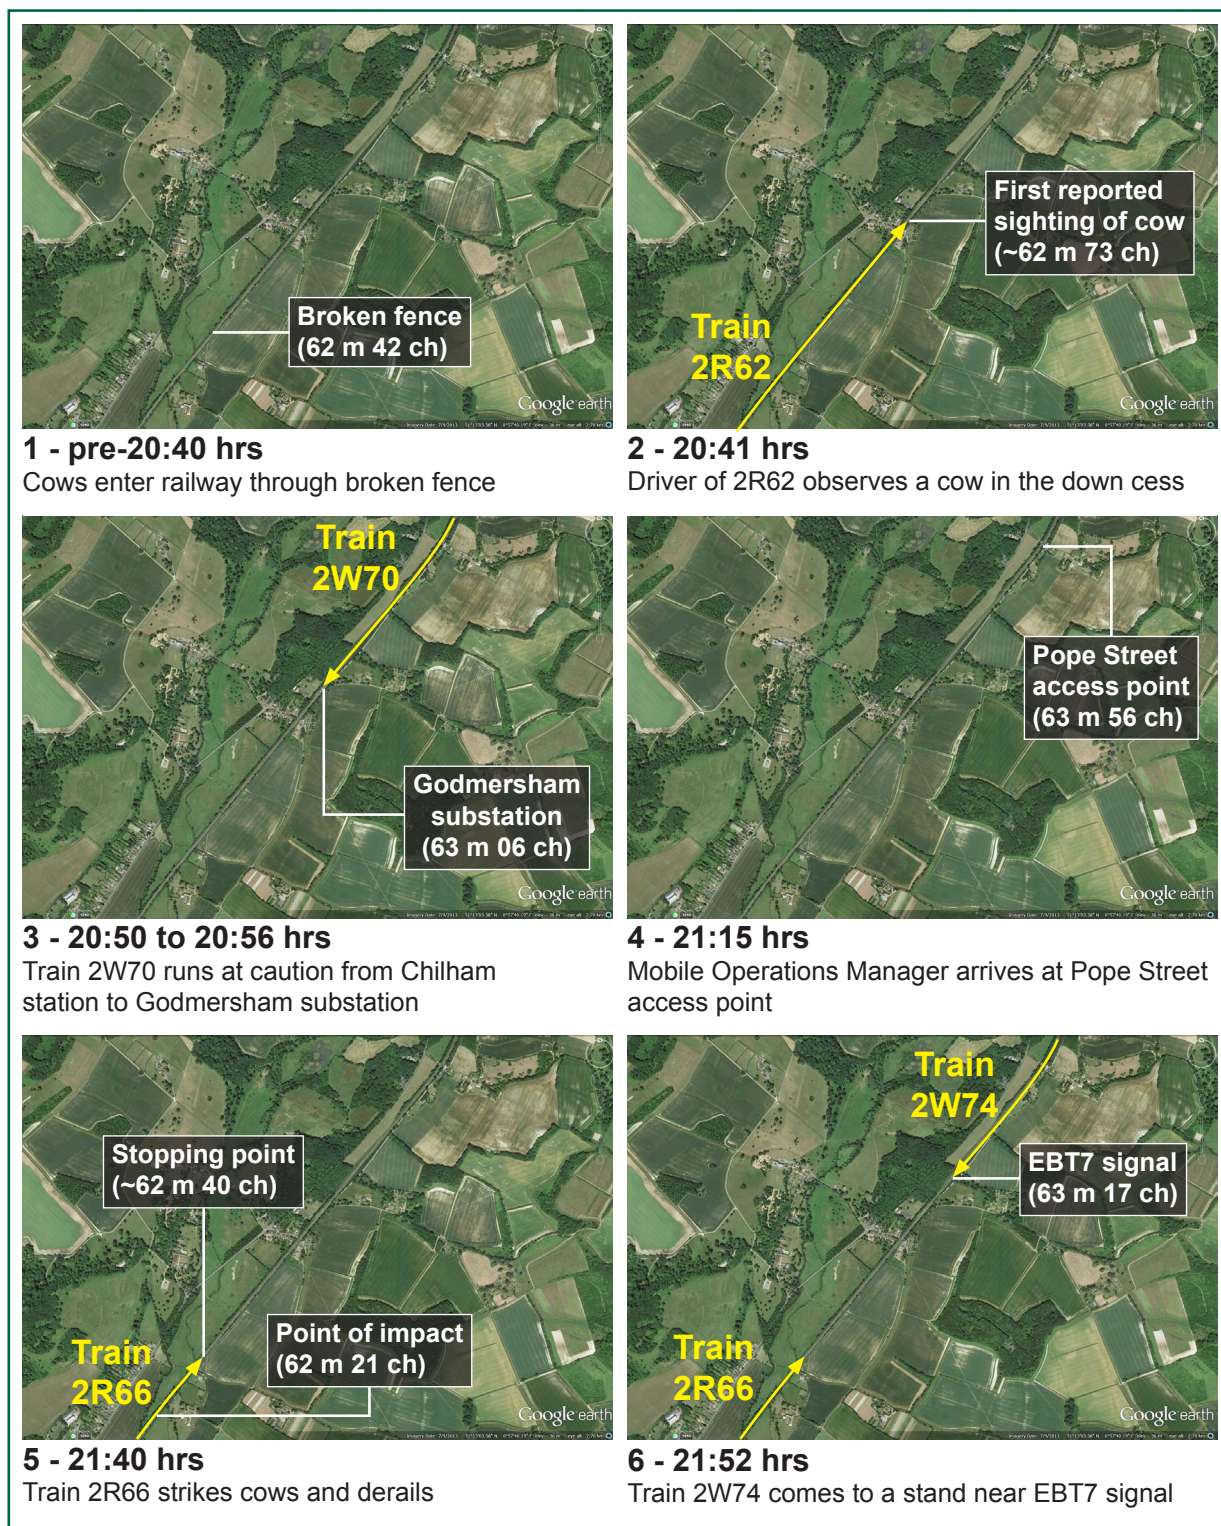 Broken fence
(62 m 42 ch)
Google earth
1 - pre-20:40 hrs
Cows enter railway through broken fence
First reported
sighting of cow
(~62 m 73 ch)
Train
2R62
Google earth
2 - 20:41 hrs
Driver of 2R62 observes a cow in the down cess
Train
2W70
Godmersham
substation
(63 m 06 ch)
Google earth
3 - 20:50 to 20:56 hrs
Train 2W70 runs at caution from Chilham
station to Godmersham substation
Pope Street
access point
(63 m 56 ch)
Google earth
4 - 21:15 hrs
Mobile Operations Manager arrives at Pope Street
access point
Stopping point
(~62 m 40 ch)
Point of impact
(62 m 21 ch)
Train
2R66
Google earth
5 - 21:40 hrs
Train 2R66 strikes cows and derails
Train
2W74
EBT7 signal
(63 m 17 ch)
Train
2R66
Google earth
6 - 21:52 hrs
Train 2W74 comes to a stand near EBT7 signal